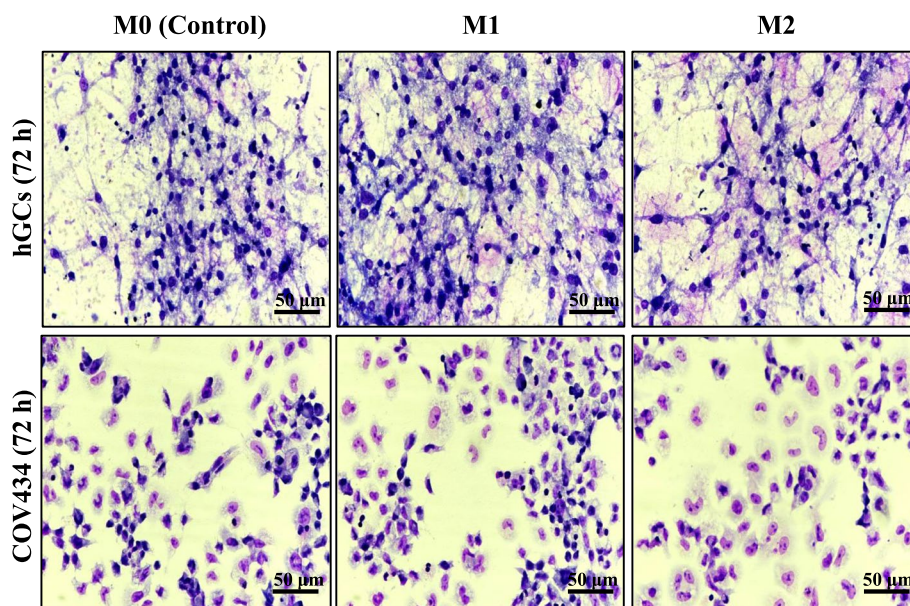 M0 (Control) M1 M2
hGCs (72 h)
50 µm 50 µm 50 µm
COV434 (72 h)
50 µm 50 µm 50 µm